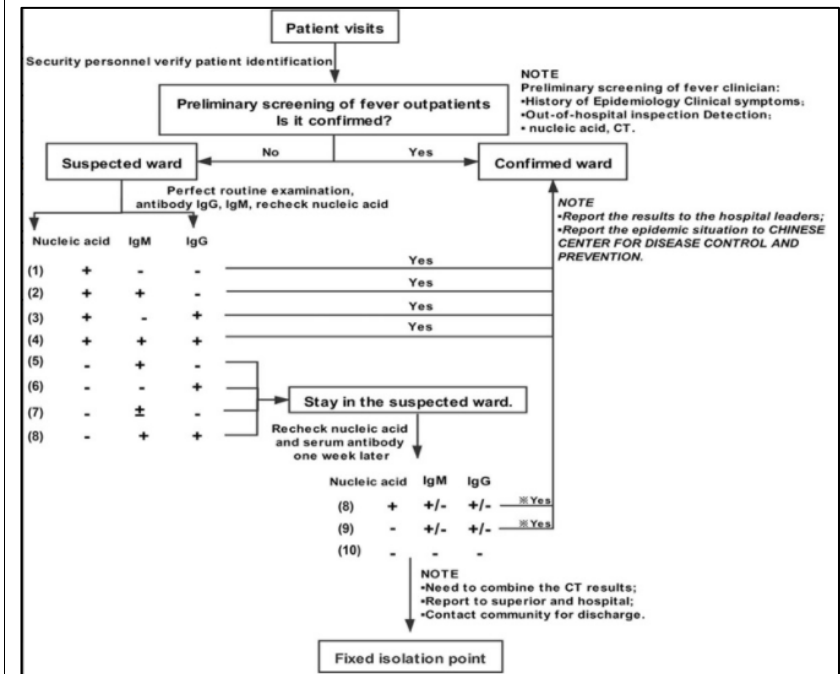 Patient visits
Security personnel verify patient identification
NOTE
Preliminary screening of fever clinician:
•History of Epidemiology Clinical symptoms;
•Out-of-hospital inspection Detection;
• nucleic acid, CT.
Preliminary screening of fever outpatients
Is it confirmed?
No
Yes
Suspected ward
Confirmed ward
Perfect routine examination,
antibody IgG, IgM, recheck nucleic acid
NOTE
•Report the results to the hospital leaders;
•Report the epidemic situation to CHINESE
CENTER FOR DISEASE CONTROL AND
PREVENTION.
Nucleic acid IgM IgG
(1) + - - Yes
(2) + + - Yes
(3) + - + Yes
(4) + + + Yes
(5) - + -
(6) - - +
(7) - ± -
(8) - + +
Stay in the suspected ward.
Recheck nucleic acid
and serum antibody
one week later
Nucleic acid IgM IgG
(8) + +/- +/- ※Yes
(9) - +/- +/- ※Yes
(10) - - -
NOTE
•Need to combine the CT results;
•Report to superior and hospital;
•Contact community for discharge.
Fixed isolation point